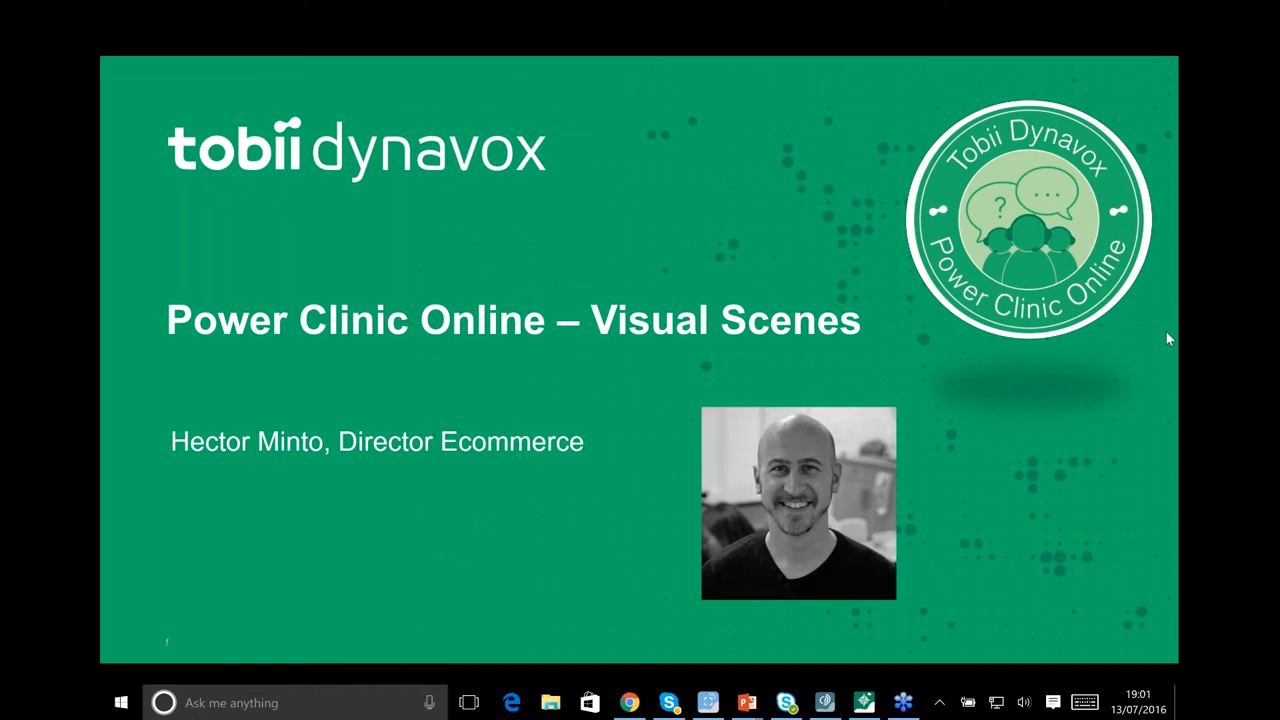 tobii dynavox
Tobii Dynavox
?
...
Power Clinic Online
Power Clinic Online – Visual Scenes
Hector Minto, Director Ecommerce
1
Ask me anything
19:01
13/07/2016